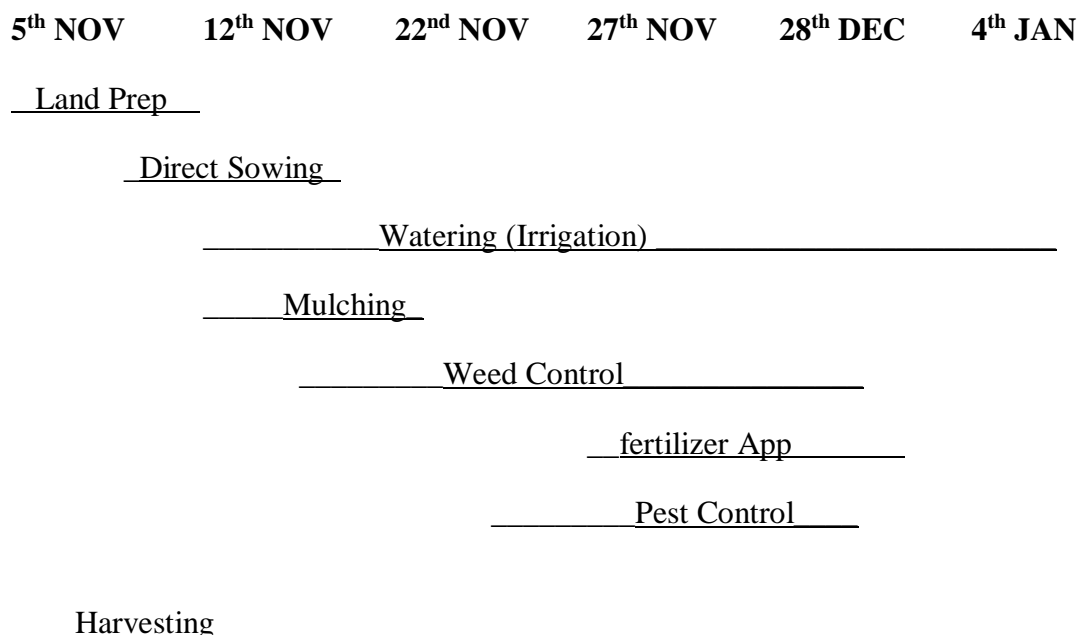 5th NOV 12th NOV 22nd NOV 27th NOV 28th DEC 4th JAN
Land Prep
Direct Sowing
Watering (Irrigation)
Mulching
Weed Control
fertilizer App
Pest Control
Harvesting